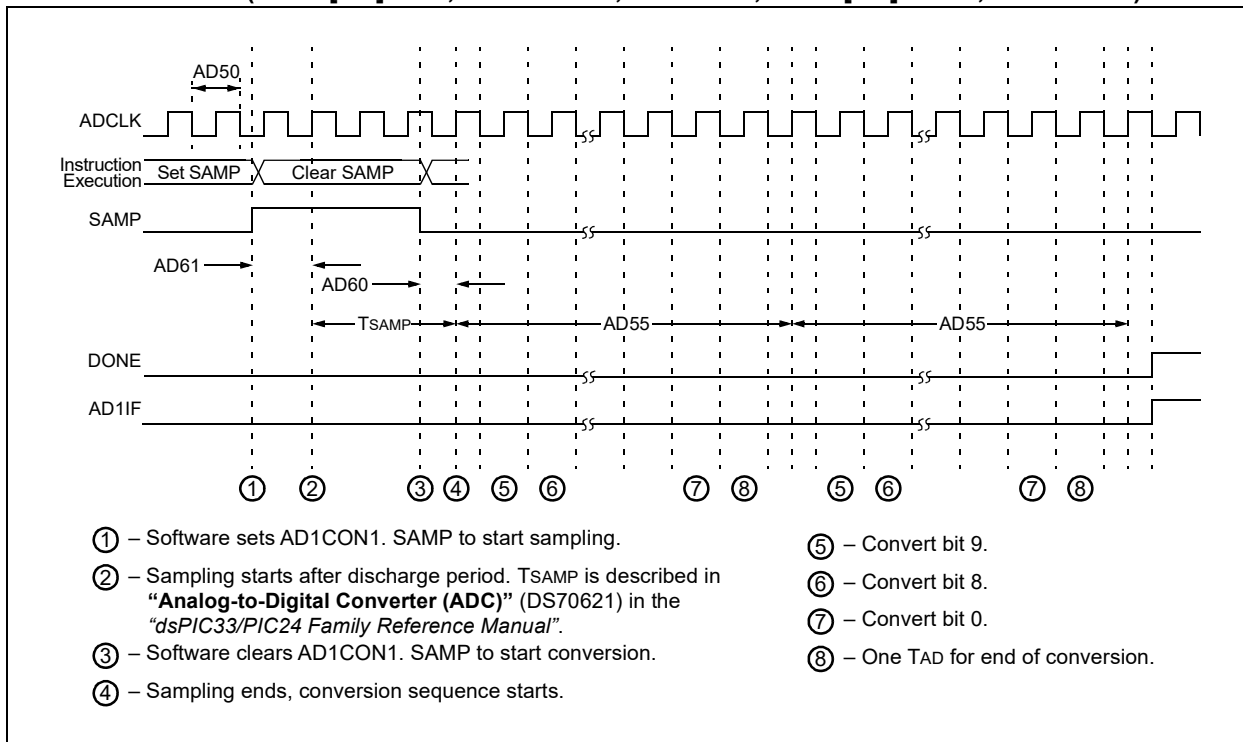 AD50
ADCLK
Instruction
Execution
Set SAMP
Clear SAMP
SAMP
AD61
AD60
TSAMP
AD55
AD55
DONE
AD1IF
1 2 3 4 5 6 7 8 5 6 7 8
1 – Software sets AD1CON1. SAMP to start sampling.
2 – Sampling starts after discharge period. TSAMP is described in
“Analog-to-Digital Converter (ADC)” (DS70621) in the
“dsPIC33/PIC24 Family Reference Manual”.
3 – Software clears AD1CON1. SAMP to start conversion.
4 – Sampling ends, conversion sequence starts.
5 – Convert bit 9.
6 – Convert bit 8.
7 – Convert bit 0.
8 – One TAD for end of conversion.